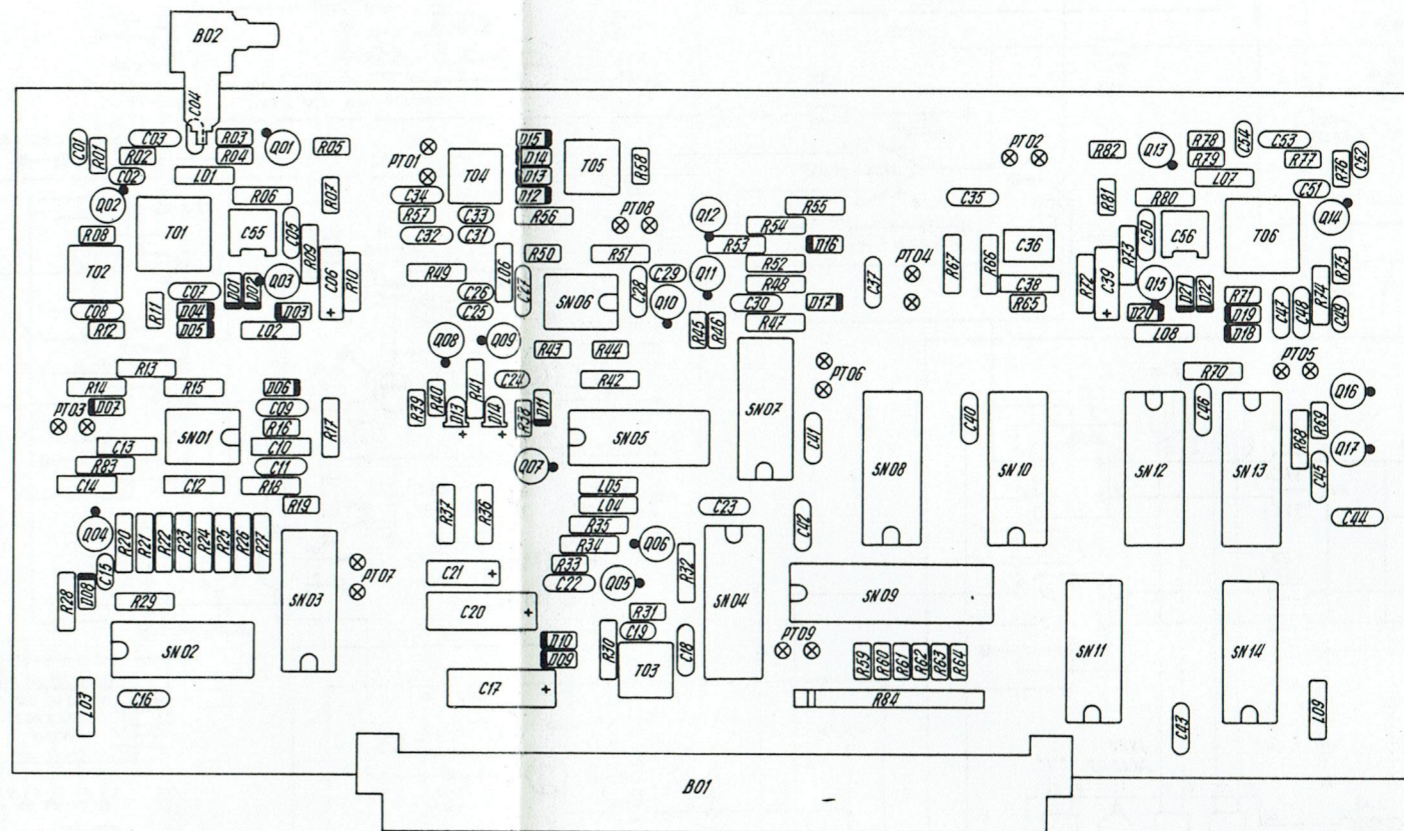 B02
C04
C01
R01
C03
R02
C02
R03
R04
Q01
R05
L01
Q02
R06
R07
R08
T01
C55
C05
R09
T02
C06
+
R10
Q03
C07
D01
D02
C08
R11
D04
D03
R12
D05
L02
PT01
T04
D15
D14
D13
D12
T05
R58
C34
R57
C33
C32
C31
R56
PT08
R50
R51
R49
L06
C26
C27
C25
SN06
C28
C29
Q10
Q12
Q11
R55
R54
R53
D16
R52
R48
C30
D17
R47
R45
R46
C37
PT04
PT02
C35
R67
R66
C36
C38
R65
R82
Q13
R78
R79
C54
C53
R77
R76
C52
L07
C51
Q14
R81
R80
C50
C56
T06
R73
R72
C39
+
Q15
D20
D21
D22
R71
D19
D18
L08
C47
C48
R74
R75
C49
R13
R14
R15
D06
PT03
D07
C09
R16
R17
SN01
C13
C10
R83
C11
C14
C12
R18
R19
Q08
Q09
R43
R44
R42
C24
R39
R40
R41
D13
+
D14
+
R38
D11
SN05
Q07
SN07
PT06
C41
C40
SN08
SN10
SN12
SN13
C46
R70
PT05
Q16
Q17
R68
R69
C45
C44
Q04
R20
R21
R22
R23
R24
R25
R26
R27
C15
D08
R28
R29
SN02
SN03
PT07
L03
C16
R37
R36
L05
L04
R35
R34
Q06
R33
C22
Q05
R32
C23
C42
C21
+
C20
+
SN04
SN09
R31
C19
R30
T03
C18
D10
D09
C17
+
PT09
R59
R60
R61
R62
R63
R64
R84
SN11
SN14
C43
L09
B01